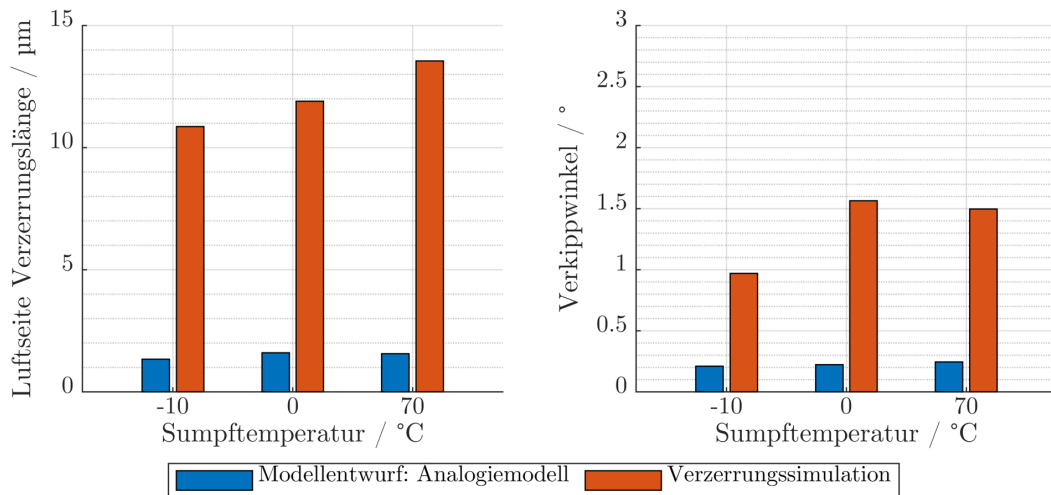 Luftseite Verzerrungslänge / µm
15
10
5
0
-10 0 70
Sumpftemperatur / °C
Verkippwinkel / °
3
2.5
2
1.5
1
0.5
0
-10 0 70
Sumpftemperatur / °C
Modellentwurf: Analogiemodell Verzerrungssimulation